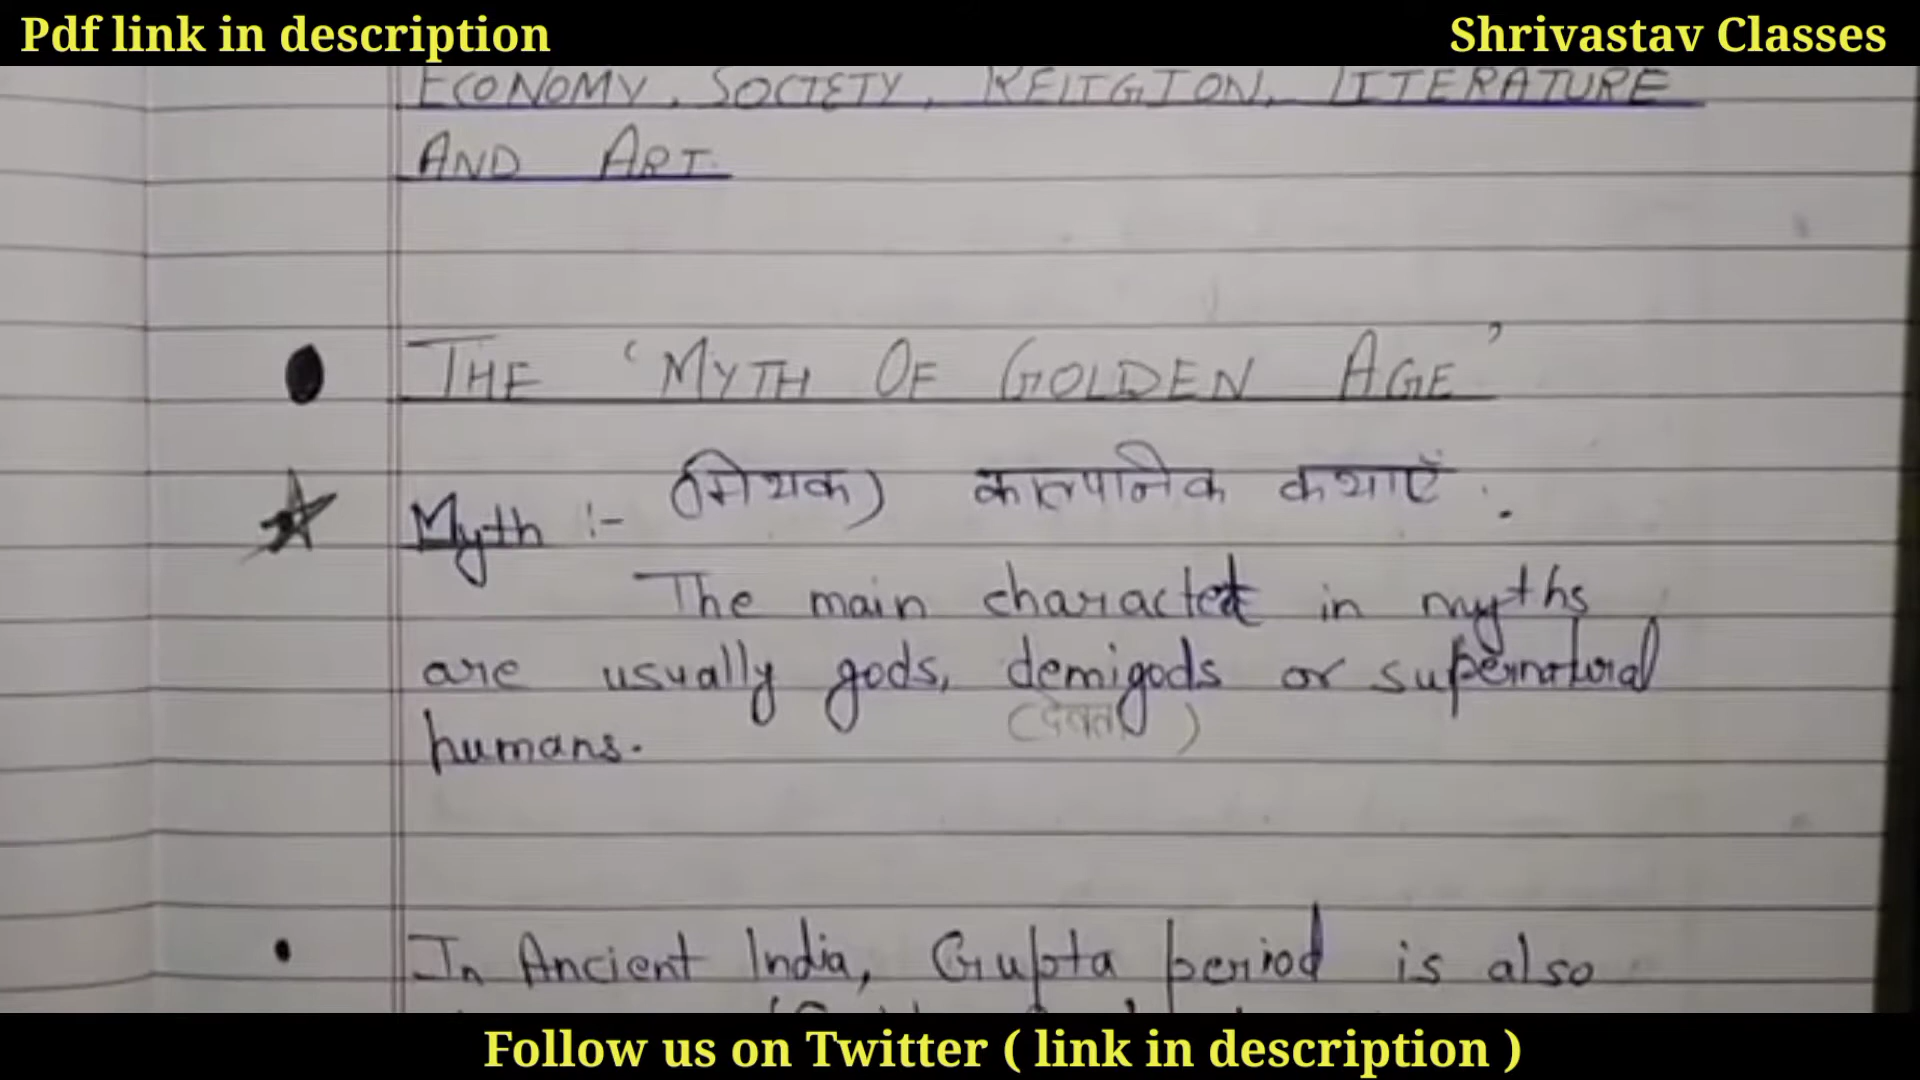 Pdf link in description
Shrivastav Classes
ECONOMY, SOCIETY, RELIGION, LITERATURE
AND ART.
THE 'MYTH OF GOLDEN AGE'
(मिथक) काल्पनिक कथाएँ.
Myth :-
The main character in myths
are usually gods, demigods or supernatural
(देवता)
humans.
In Ancient India, Gupta period is also
Follow us on Twitter ( link in description )